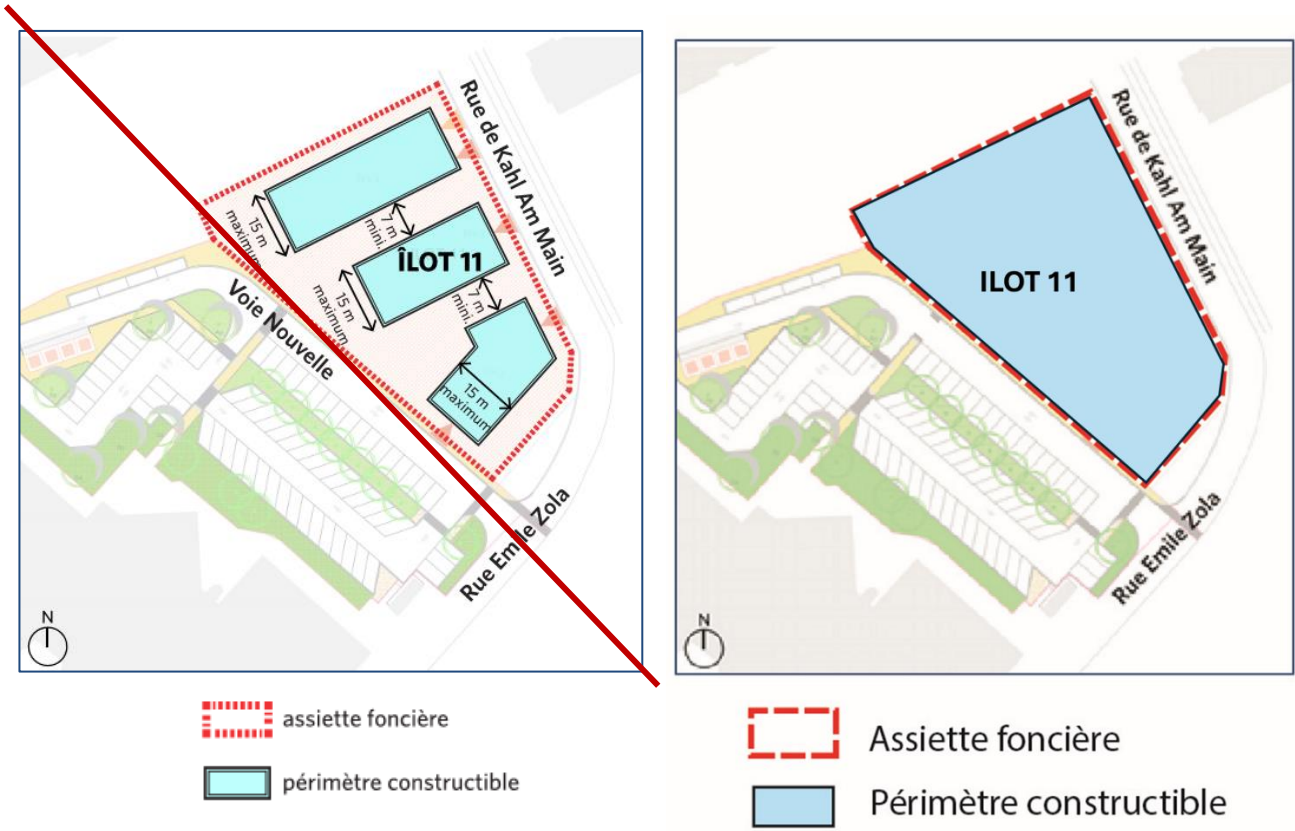 Rue de Kahl Am Main
15 m
maximum
7 m
mini.
ÎLOT 11
15 m
maximum
7 m
mini.
15 m
maximum
Voie Nouvelle
Rue Emile Zola
N
assiette foncière
périmètre constructible
Rue de Kahl Am Main
ILOT 11
Rue Emile Zola
N
Assiette foncière
Périmètre constructible